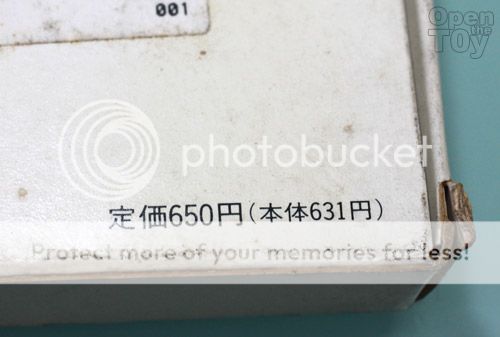 001
Open
the
TOY
photobucket
定価650円(本体631円)
Protect more of your memories for less!